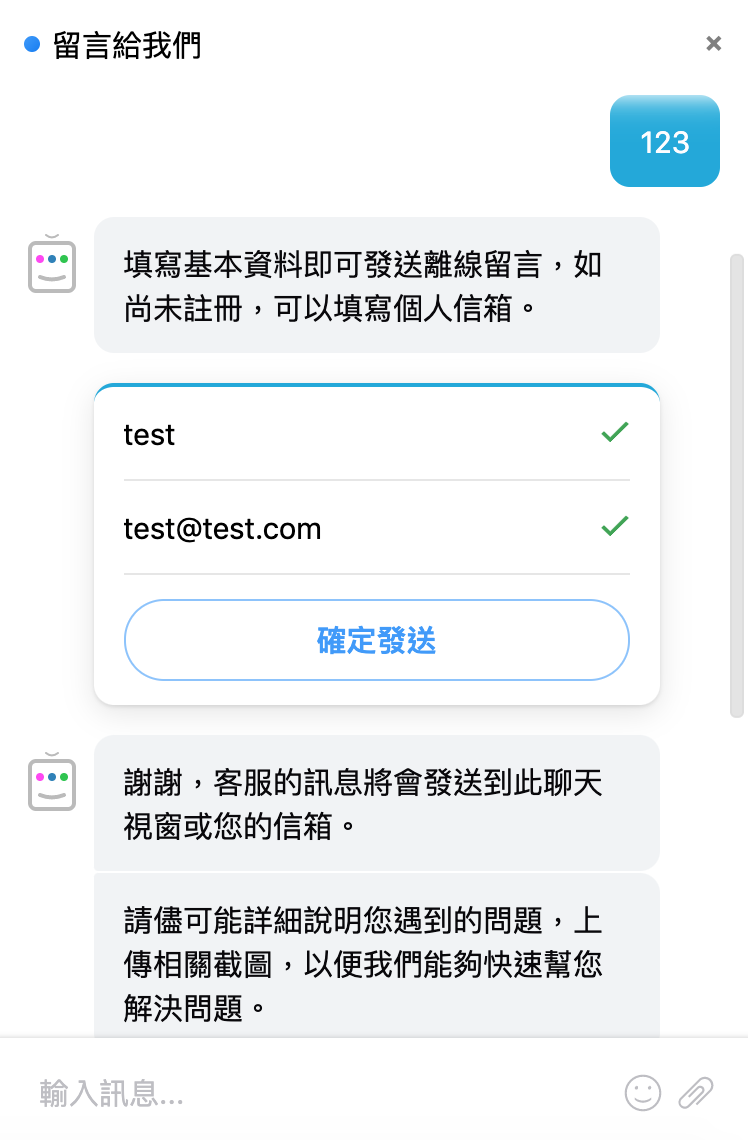 留言給我們
123
填寫基本資料即可發送離線留言，如
尚未註冊，可以填寫個人信箱。
test
test@test.com
確定發送
謝謝，客服的訊息將會發送到此聊天
視窗或您的信箱。
請儘可能詳細說明您遇到的問題，上
傳相關截圖，以便我們能夠快速幫您
解決問題。
輸入訊息...